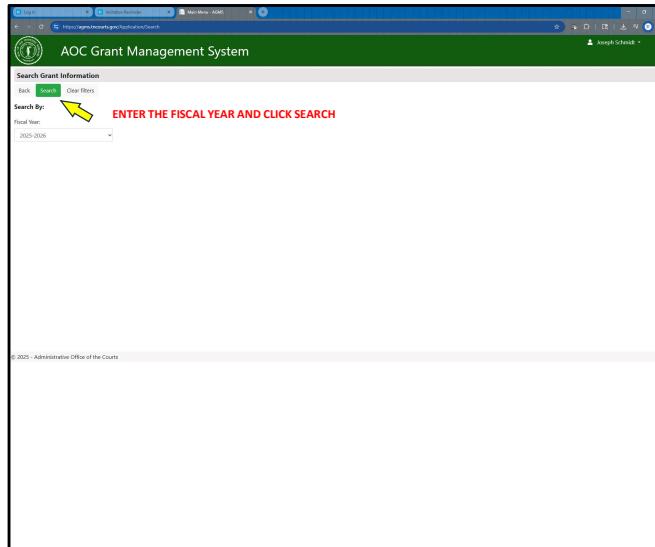 Log in
Invitation Reminder
Main Menu - AGMS
https://agms.tncourts.gov/Application/Search
AOC Grant Management System
Joseph Schmidt
Search Grant Information
Back Search Clear filters
Search By:
ENTER THE FISCAL YEAR AND CLICK SEARCH
Fiscal Year:
2025-2026
© 2025 - Administrative Office of the Courts